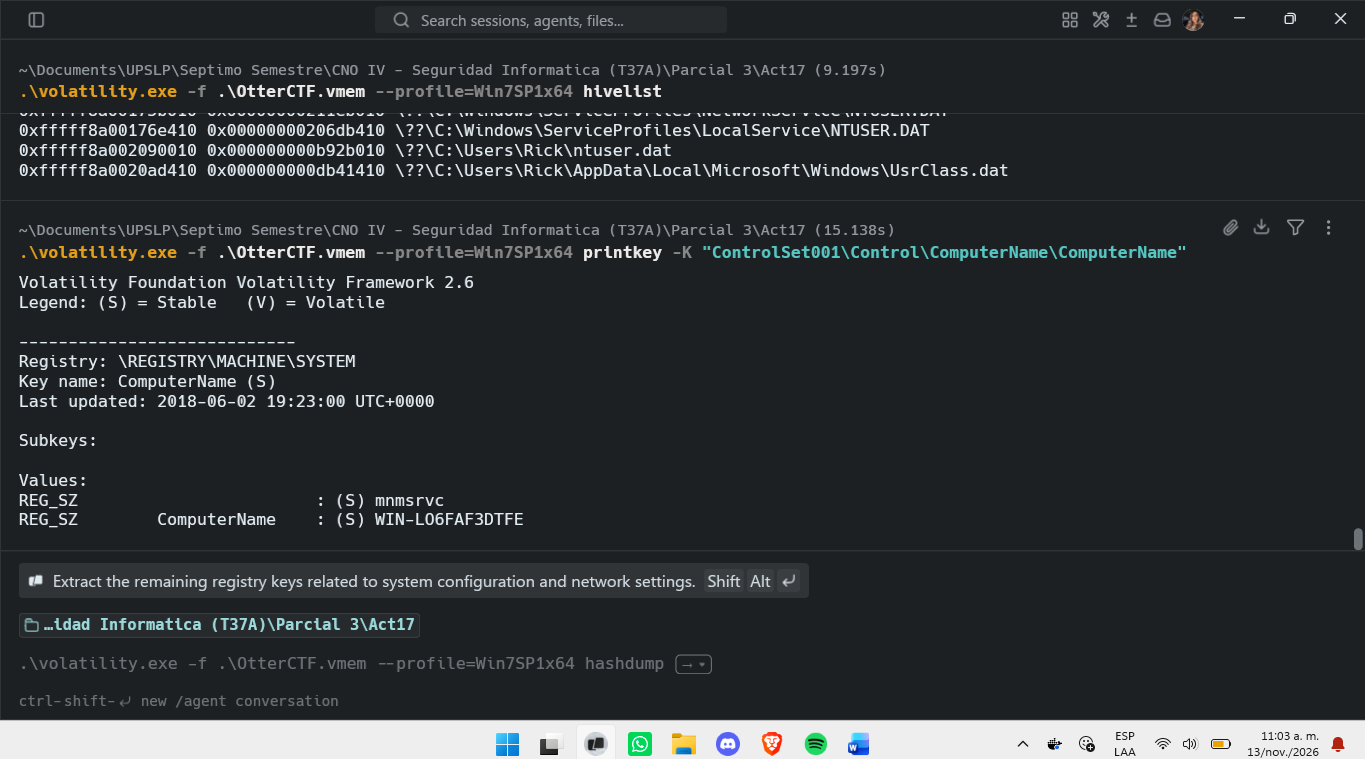 Search sessions, agents, files...
~\Documents\UPSLP\Septimo Semestre\CNO IV - Seguridad Informatica (T37A)\Parcial 3\Act17 (9.197s)
.\volatility.exe -f .\OtterCTF.vmem --profile=Win7SP1x64 hivelist
0xfffff8a00176e410 0x00000000206db410 \??\C:\Windows\ServiceProfiles\LocalService\NTUSER.DAT
0xfffff8a002090010 0x000000000b92b010 \??\C:\Users\Rick\ntuser.dat
0xfffff8a0020ad410 0x000000000db41410 \??\C:\Users\Rick\AppData\Local\Microsoft\Windows\UsrClass.dat
~\Documents\UPSLP\Septimo Semestre\CNO IV - Seguridad Informatica (T37A)\Parcial 3\Act17 (15.138s)
.\volatility.exe -f .\OtterCTF.vmem --profile=Win7SP1x64 printkey -K "ControlSet001\Control\ComputerName\ComputerName"
Volatility Foundation Volatility Framework 2.6
Legend: (S) = Stable   (V) = Volatile
----------------------------
Registry: \REGISTRY\MACHINE\SYSTEM
Key name: ComputerName (S)
Last updated: 2018-06-02 19:23:00 UTC+0000
Subkeys:
Values:
REG_SZ                        : (S) mnmsrvc
REG_SZ        ComputerName    : (S) WIN-LO6FAF3DTFE
Extract the remaining registry keys related to system configuration and network settings. Shift Alt ↵
…idad Informatica (T37A)\Parcial 3\Act17
.\volatility.exe -f .\OtterCTF.vmem --profile=Win7SP1x64 hashdump →
ctrl-shift-↵ new /agent conversation
ESP
LAA
11:03 a. m.
13/nov./2026